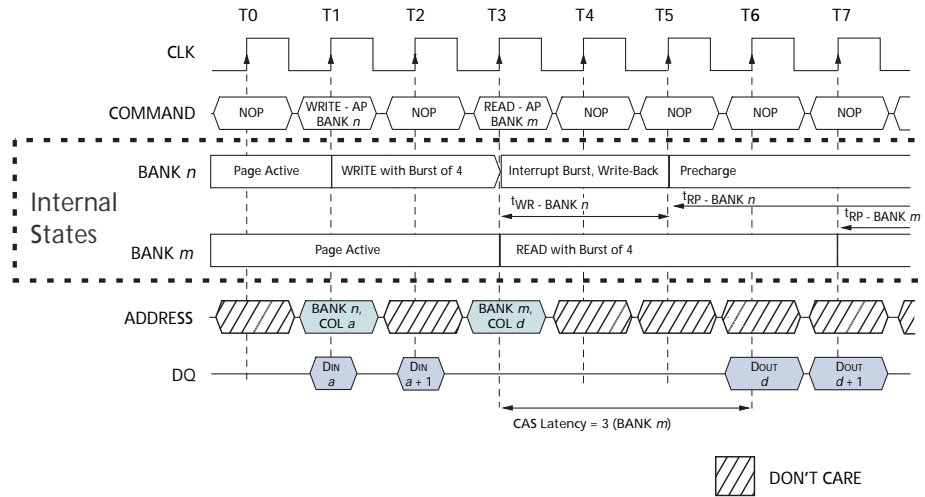 T0 T1 T2 T3 T4 T5 T6 T7
CLK
COMMAND NOP WRITE - AP BANK n NOP READ - AP BANK m NOP NOP NOP NOP
BANK n Page Active WRITE with Burst of 4 Interrupt Burst, Write-Back Precharge
Internal States
tWR - BANK n tRP - BANK n
tRP - BANK m
BANK m Page Active READ with Burst of 4
ADDRESS BANK n, COL a BANK m, COL d
DQ DIN a DIN a + 1 DOUT d DOUT d + 1
CAS Latency = 3 (BANK m)
DON'T CARE